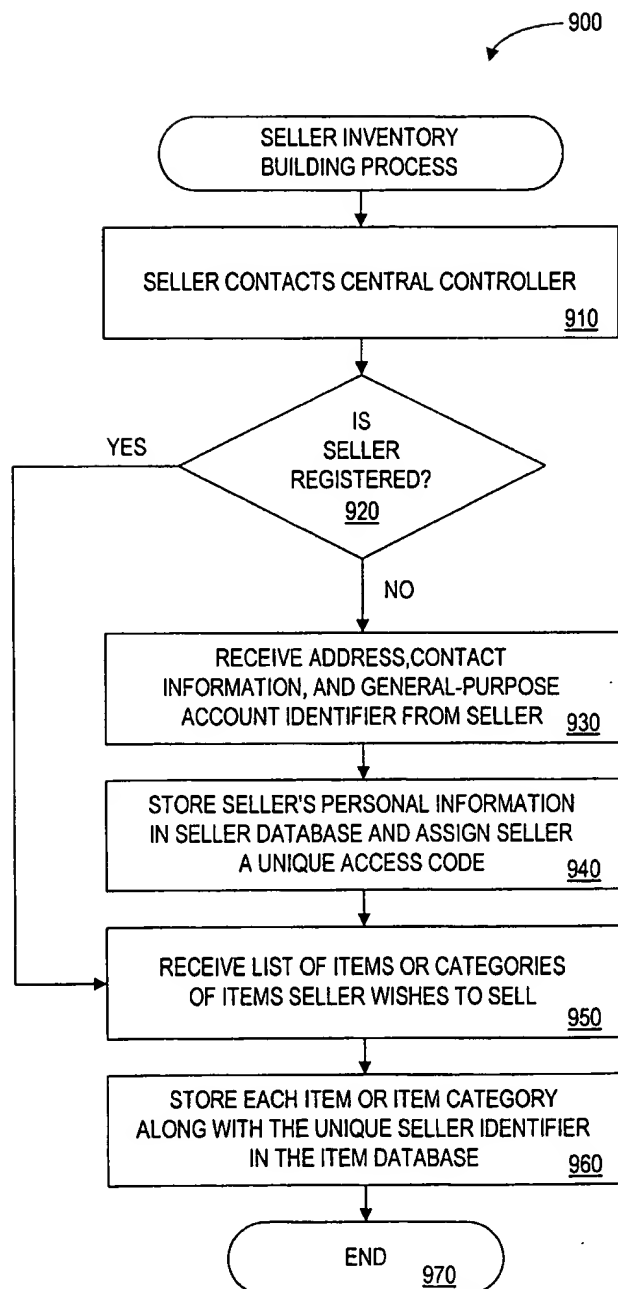 900
SELLER INVENTORY
BUILDING PROCESS
SELLER CONTACTS CENTRAL CONTROLLER
910
IS
SELLER
REGISTERED?
920
YES
NO
RECEIVE ADDRESS,CONTACT
INFORMATION, AND GENERAL-PURPOSE
ACCOUNT IDENTIFIER FROM SELLER
930
STORE SELLER'S PERSONAL INFORMATION
IN SELLER DATABASE AND ASSIGN SELLER
A UNIQUE ACCESS CODE
940
RECEIVE LIST OF ITEMS OR CATEGORIES
OF ITEMS SELLER WISHES TO SELL
950
STORE EACH ITEM OR ITEM CATEGORY
ALONG WITH THE UNIQUE SELLER IDENTIFIER
IN THE ITEM DATABASE
960
END
970